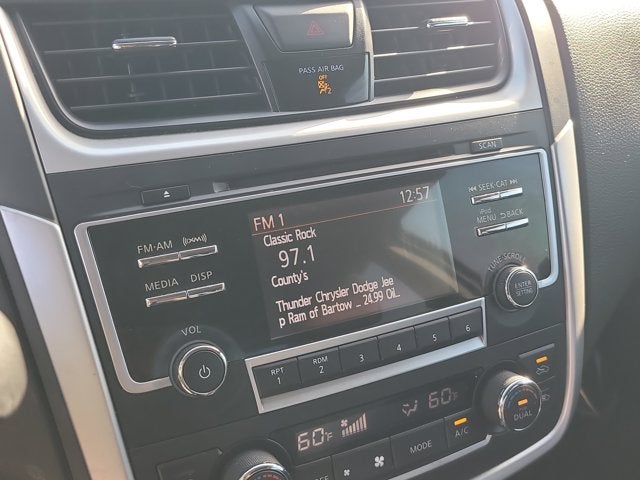 PASS AIR BAG
OFF
2
SCAN
FM·AM
MEDIA DISP
VOL
FM 1 12:57
Classic Rock
97.1
County's
Thunder Chrysler Dodge Jee
p Ram of Bartow _ 24.99 Oil...
SEEK·CAT
iPod
MENU BACK
TUNE·SCROLL
ENTER
SETTING
RPT
1
RDM
2
3
4
5
6
60°F
60°F
MODE
A/C
DUAL